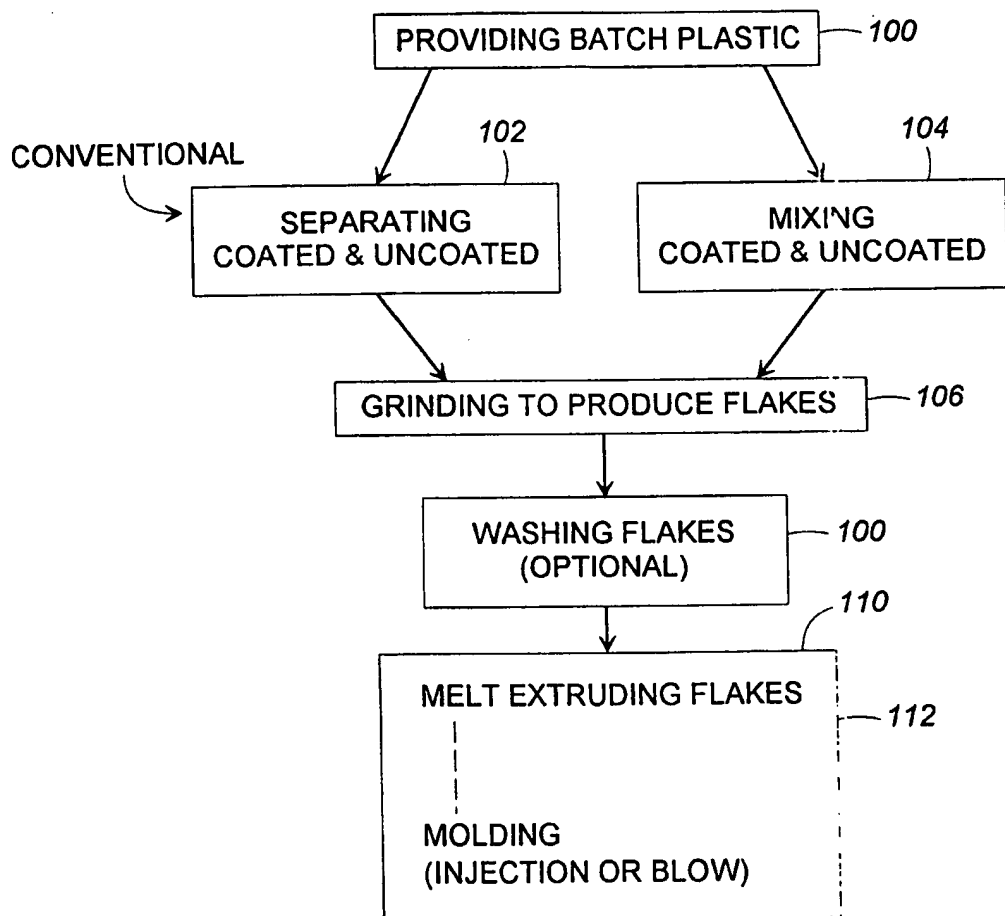 PROVIDING BATCH PLASTIC
100
CONVENTIONAL
102
104
SEPARATING
COATED & UNCOATED
MIXING
COATED & UNCOATED
GRINDING TO PRODUCE FLAKES
106
WASHING FLAKES
(OPTIONAL)
100
110
MELT EXTRUDING FLAKES
112
MOLDING
(INJECTION OR BLOW)